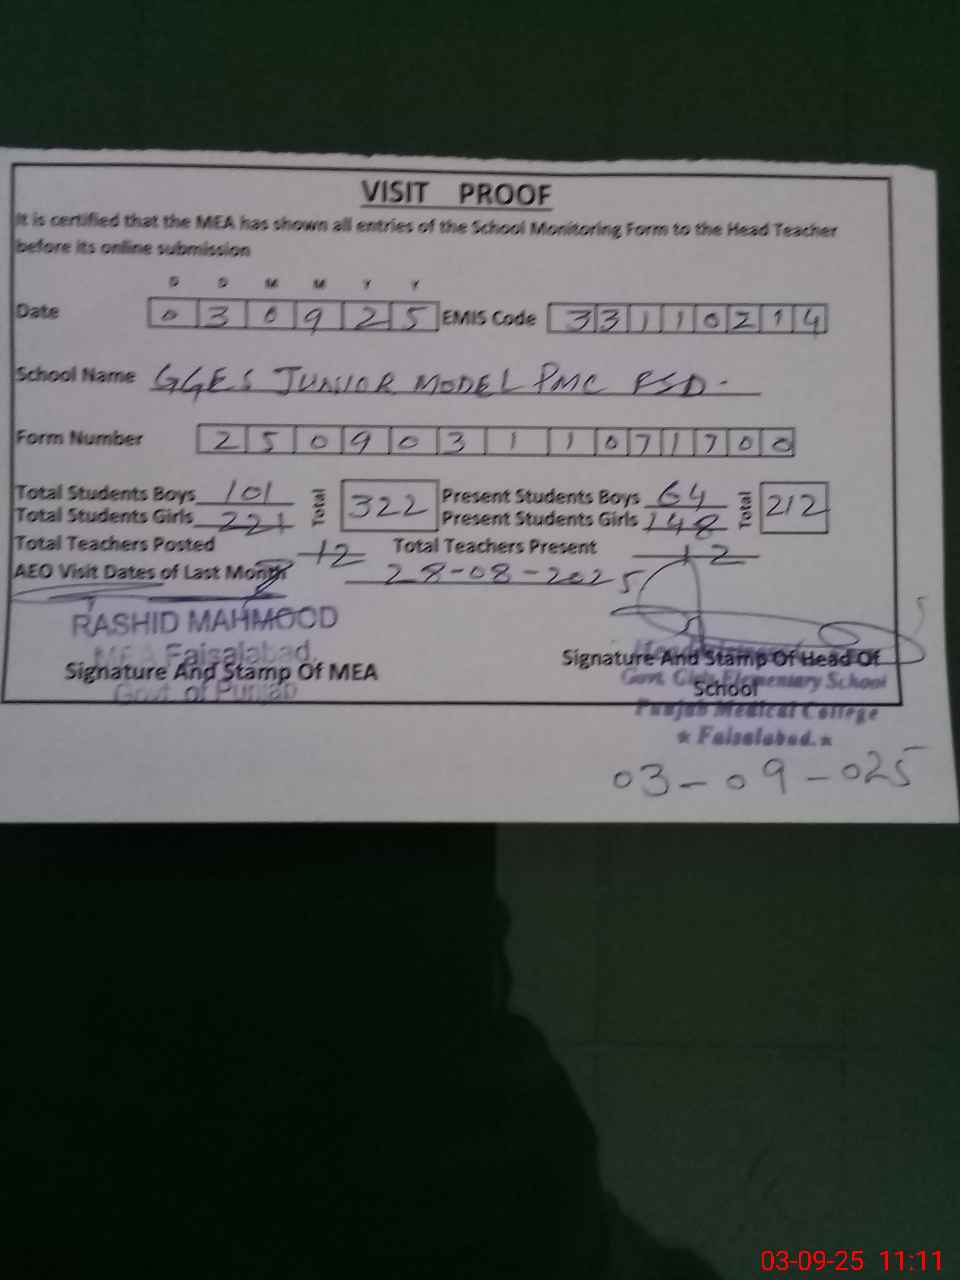 VISIT PROOF
It is certified that the MEA has shown all entries of the School Monitoring Form to the Head Teacher
before its online submission
D D M M Y Y
Date 0 3 0 9 2 5 EMIS Code 3 3 1 1 0 2 1 4
School Name GGES JUNIOR MODEL PMC FSD.
Form Number 2 5 0 9 0 3 1 1 0 7 1 7 0 0
Total Students Boys 101 Total 322 Present Students Boys 64 Total 212
Total Students Girls 221 Present Students Girls 148
Total Teachers Posted 12 Total Teachers Present 12
AEO Visit Dates of Last Month 28-08-2025
RASHID MAHMOOD
MEA Faisalabad.
Govt. of Punjab
Signature And Stamp Of MEA
Signature And Stamp Of Head Of
School
Govt. Girls Elementary School
Punjab Medical College
★ Faisalabad. ★
03-09-025
03-09-25 11:11